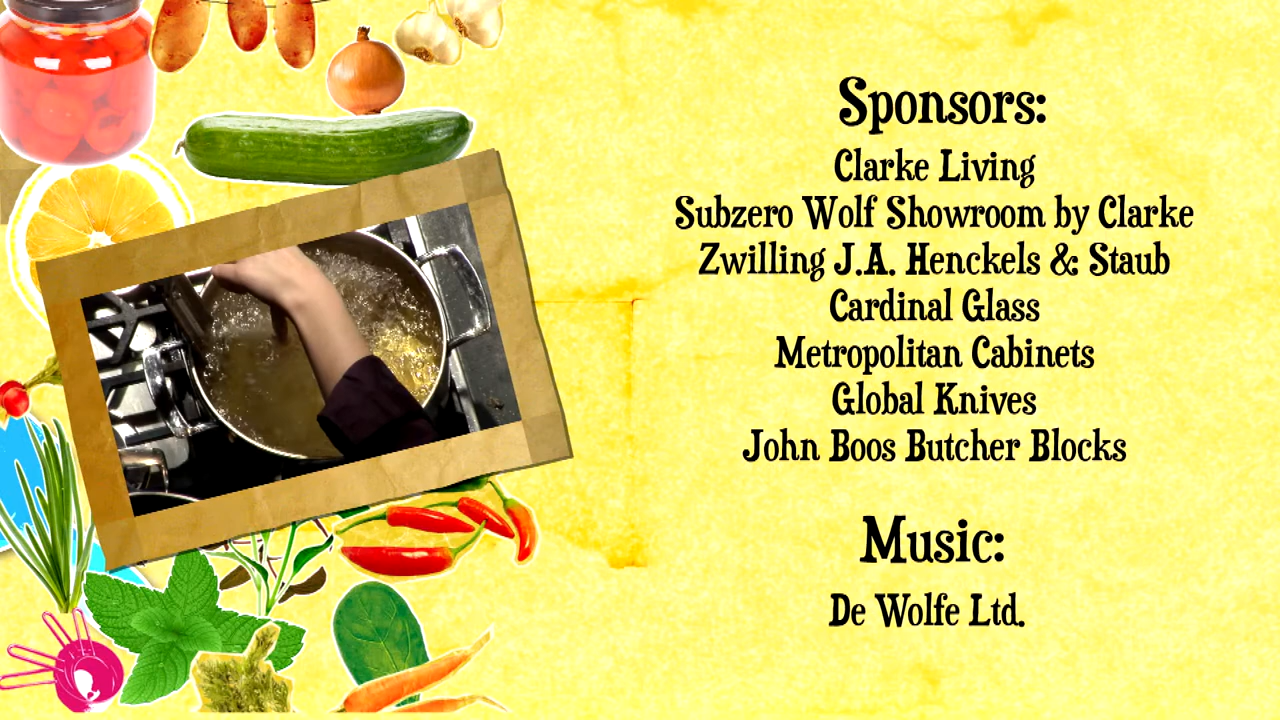 Sponsors:
Clarke Living
Subzero Wolf Showroom by Clarke
Zwilling J.A. Henckels & Staub
Cardinal Glass
Metropolitan Cabinets
Global Knives
John Boos Butcher Blocks
Music:
De Wolfe Ltd.